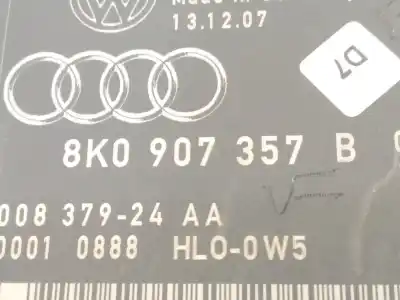 13.12.07
D7
8K0 907 357 B
008 379-24 AA
0001 0888 HLO-0W5